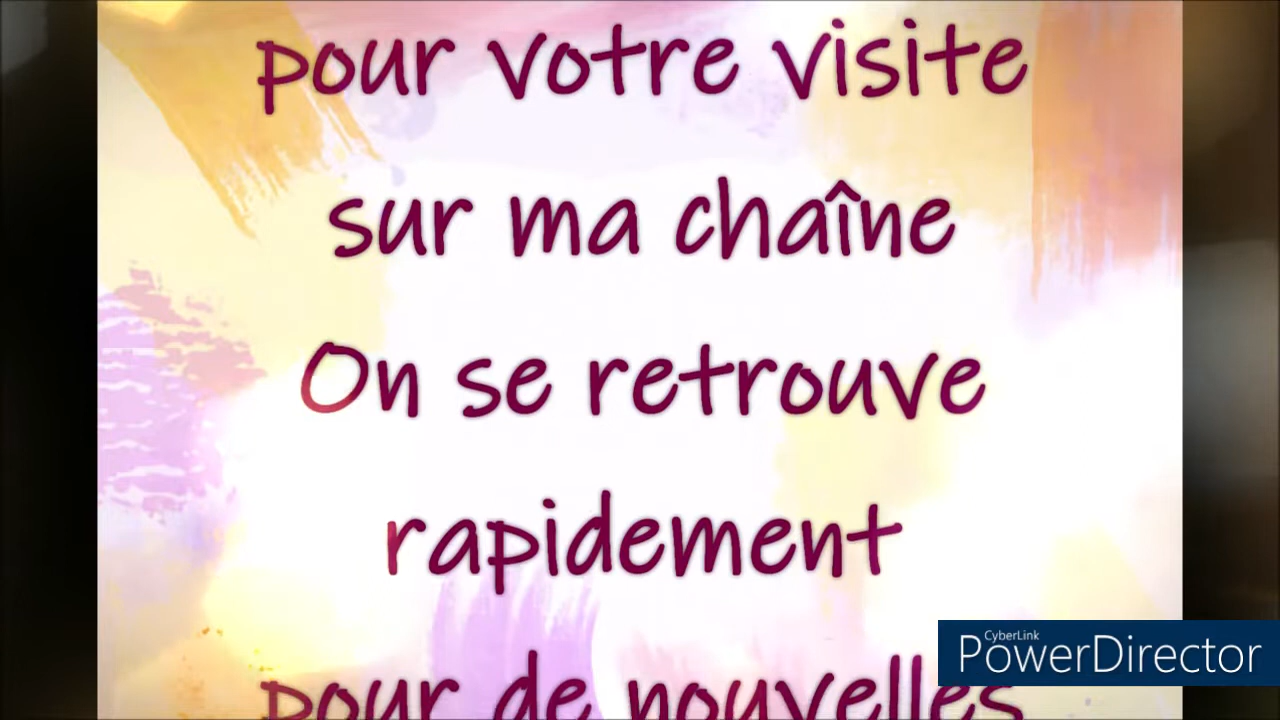 pour votre visite
sur ma chaîne
On se retrouve
rapidement
pour de nouvelles
CyberLink
PowerDirector